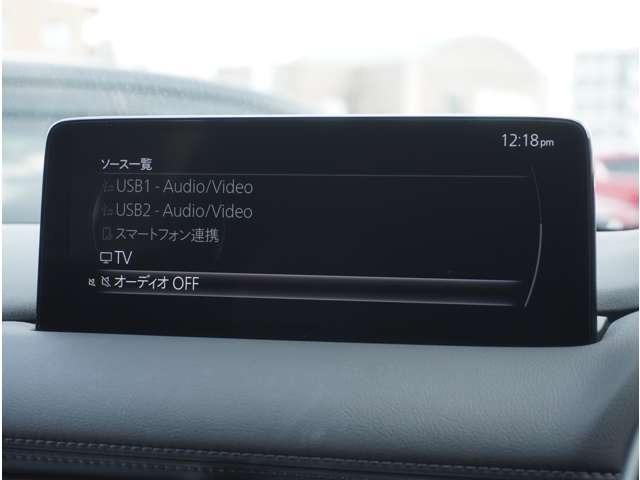 12:18pm
ソース一覧
USB1 - Audio/Video
USB2 - Audio/Video
スマートフォン連携
TV
オーディオ OFF